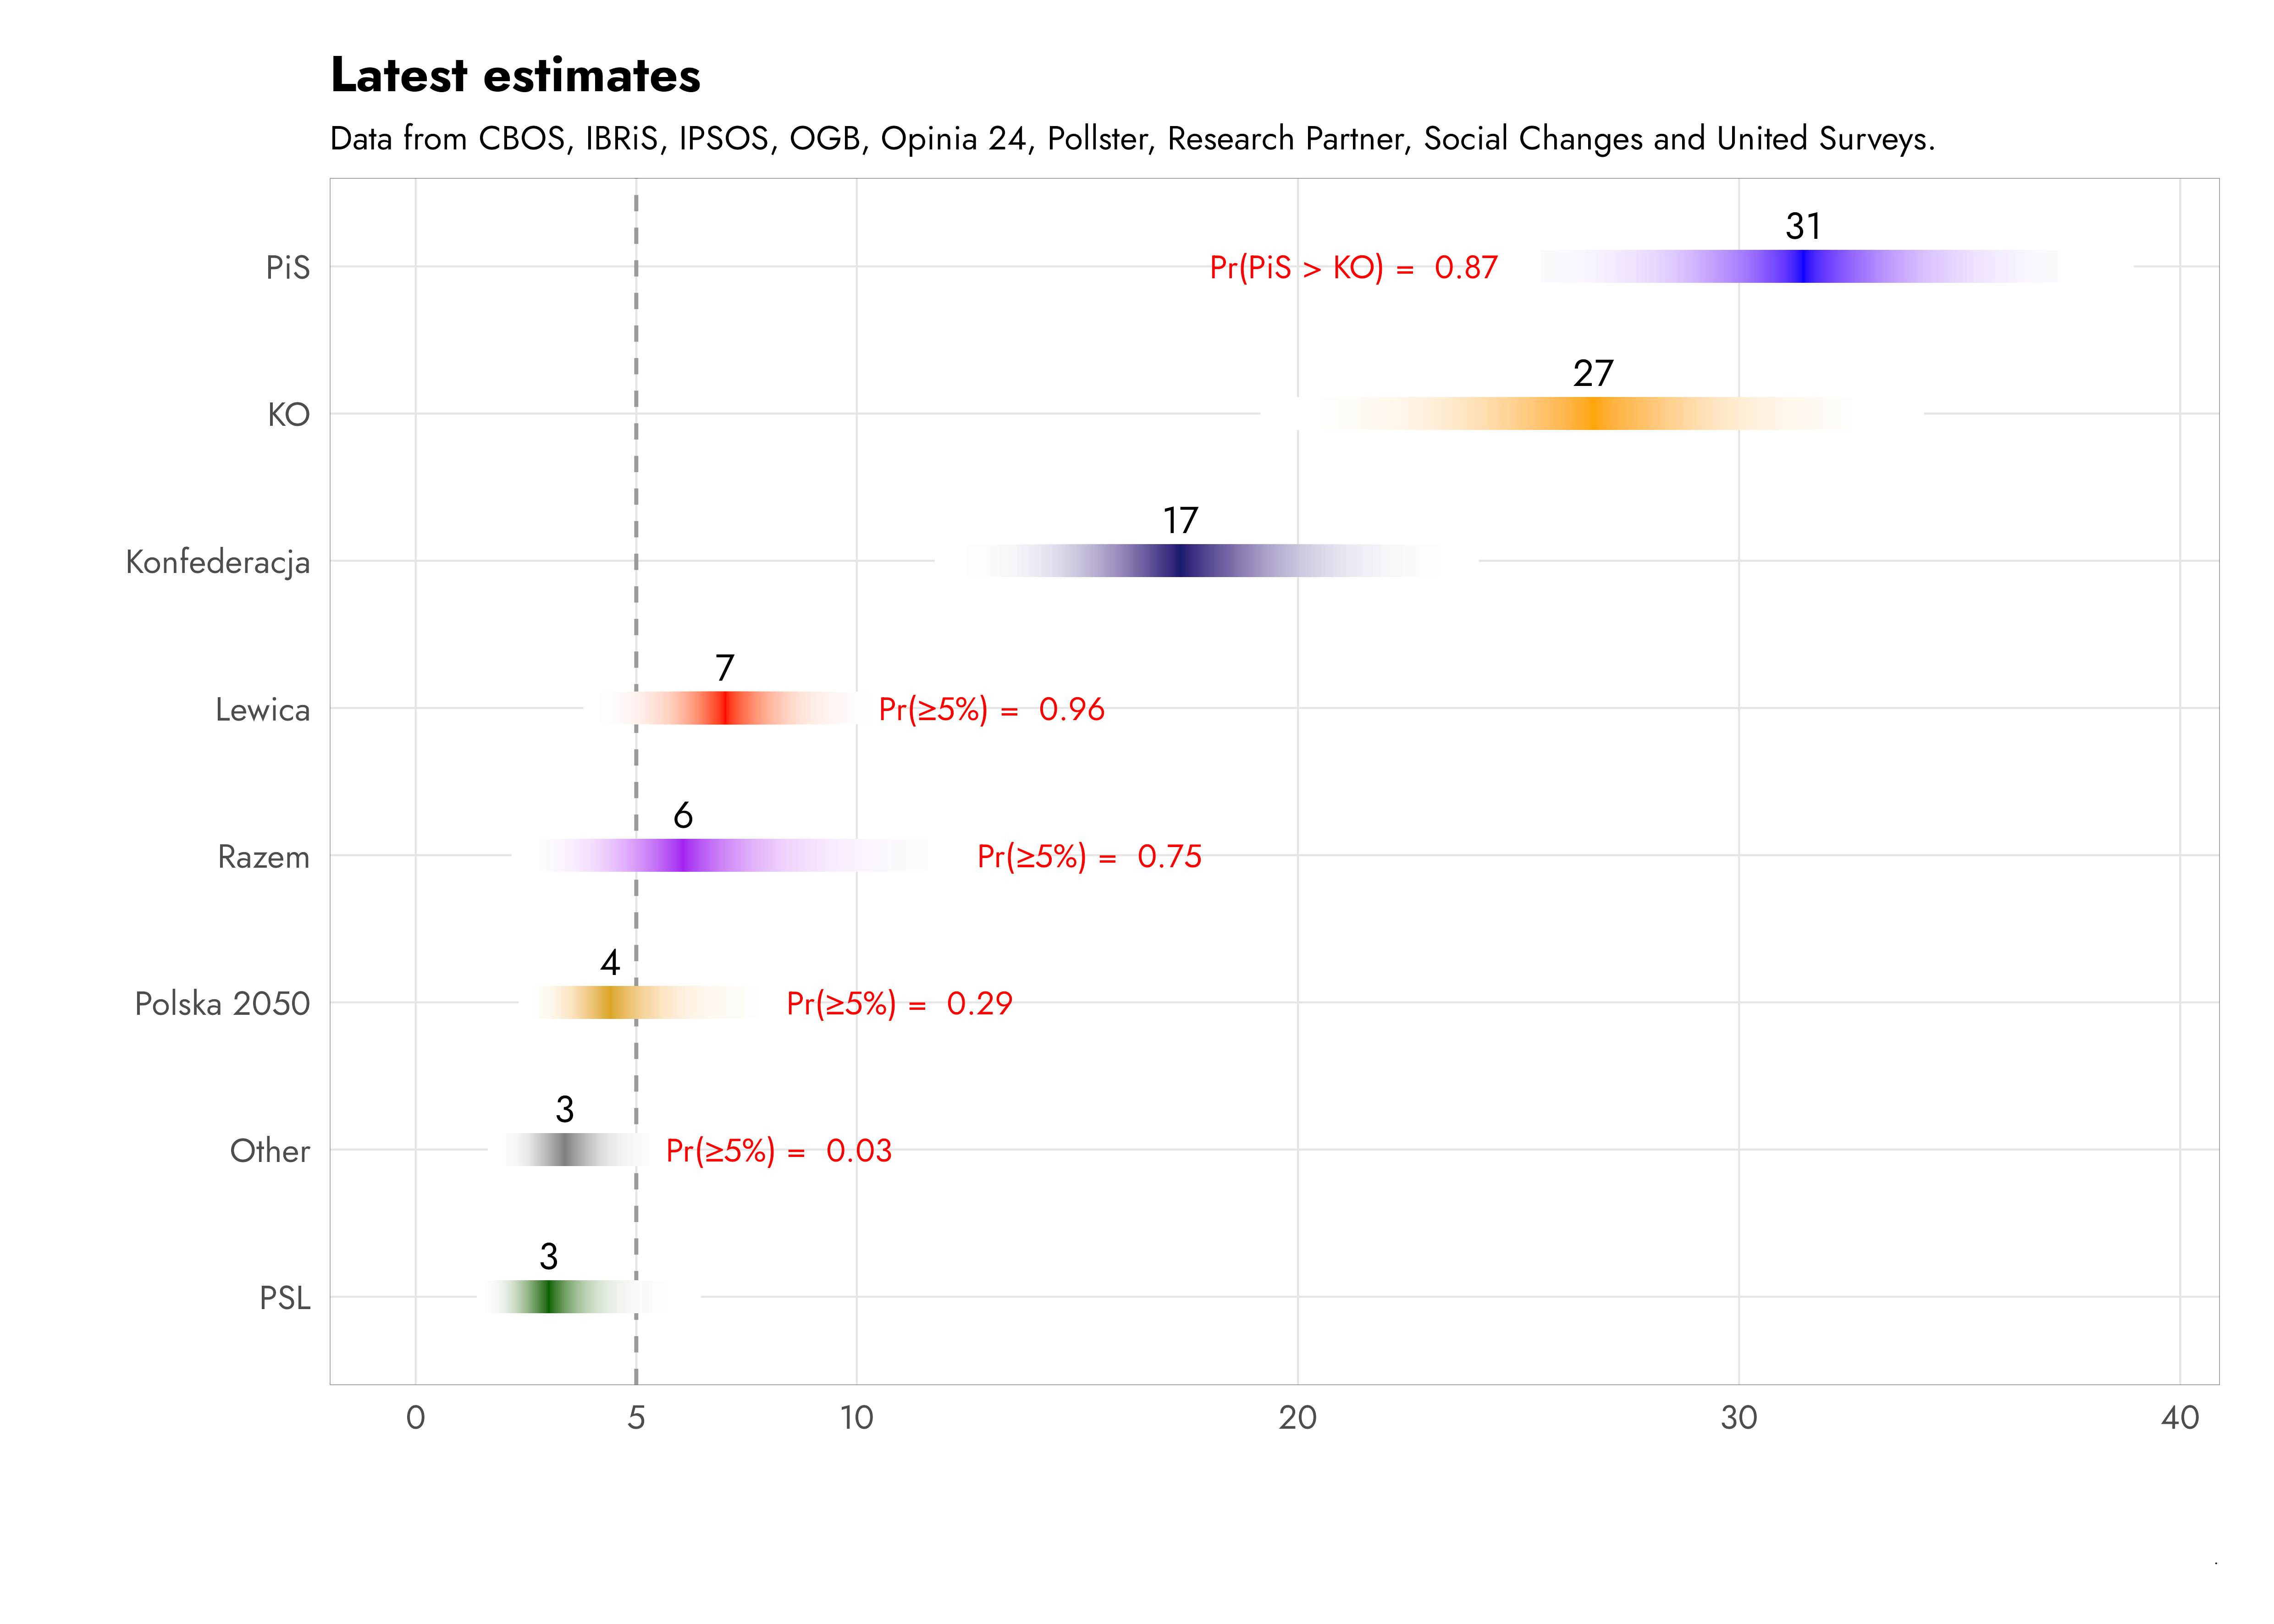 Latest estimates
Data from CBOS, IBRiS, IPSOS, OGB, Opinia 24, Pollster, Research Partner, Social Changes and United Surveys.
31
PiS
Pr(PiS > KO) = 0.87
27
KO
17
Konfederacja
7
Lewica
Pr(≥5%) = 0.96
6
Razem
Pr(≥5%) = 0.75
4
Polska 2050
Pr(≥5%) = 0.29
3
Other
Pr(≥5%) = 0.03
3
PSL
0 5 10 20 30 40
.